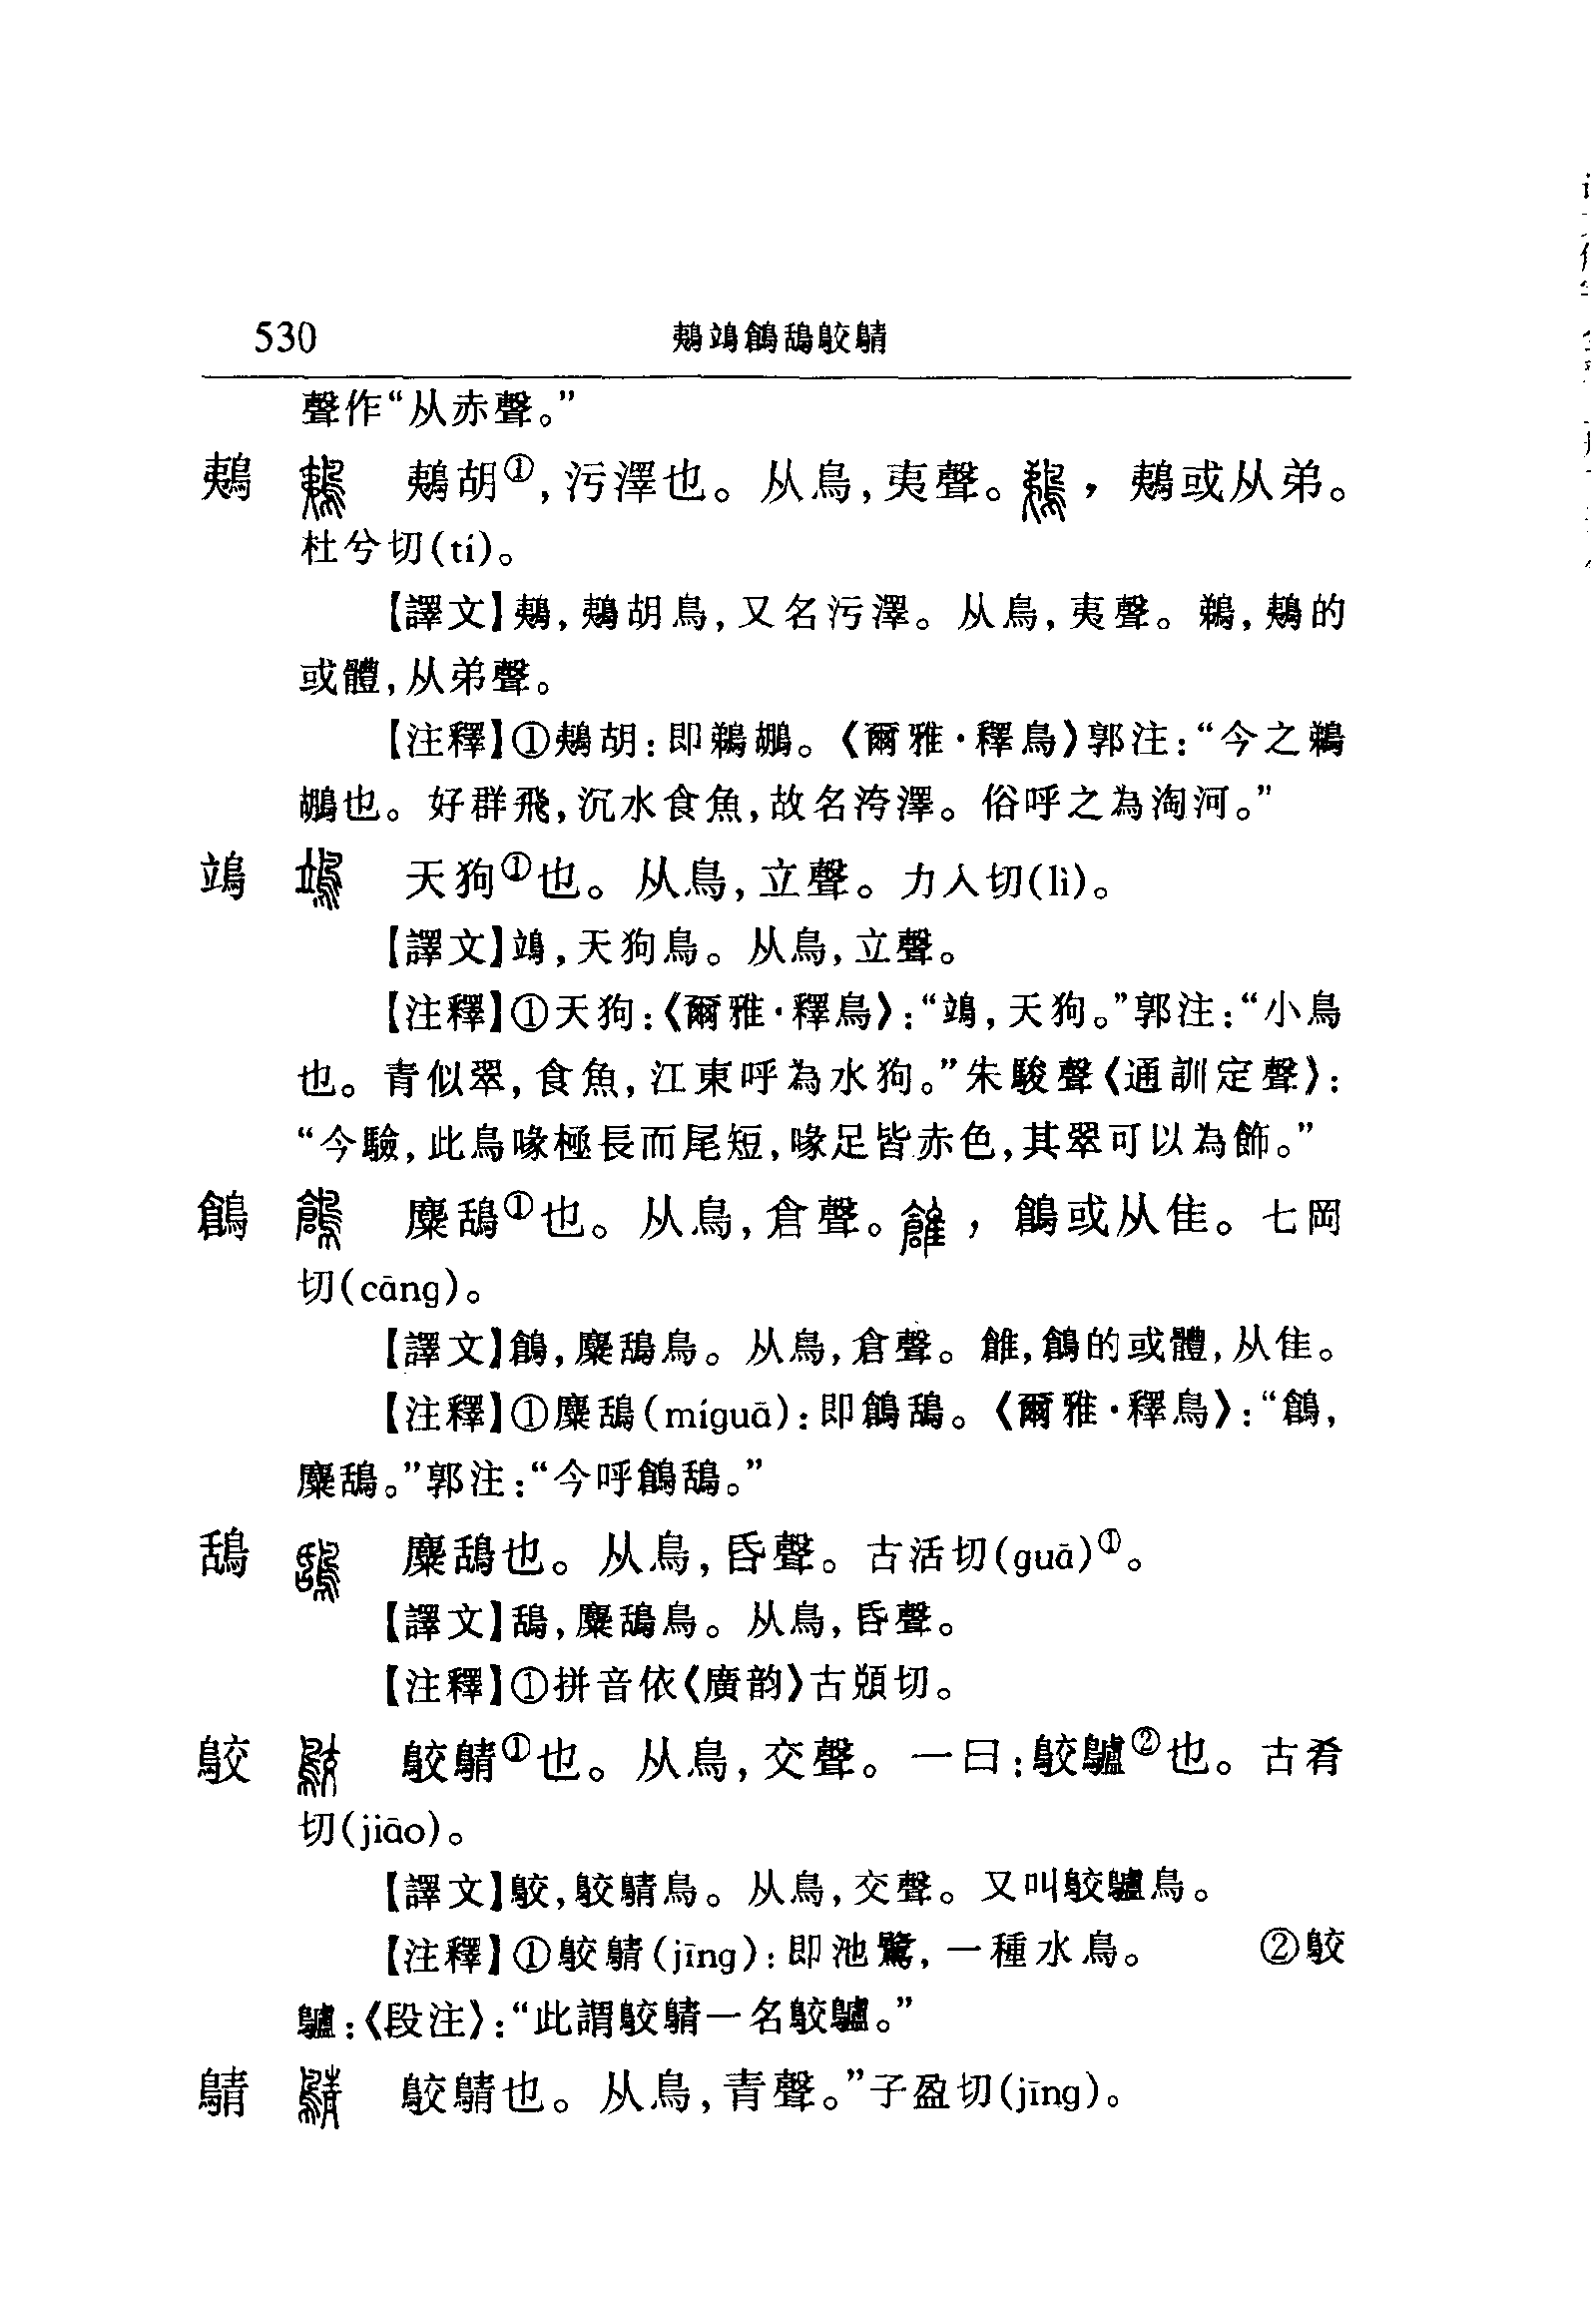 530 鶇鴗鶬鴰鵁鶄
聲作“从赤聲。”
鴺 鴺胡①，污澤也。从鳥，夷聲。，鴺或从弟。
杜兮切(tí)。
【譯文】鴺，鴺胡鳥，又名污澤。从鳥，夷聲。鵜，鴺的
或體，从弟聲。
【注釋】①鴺胡：即鵜鶘。《爾雅·釋鳥》郭注：“今之鵜
鶘也。好群飛，沉水食魚，故名洿澤。俗呼之為淘河。”
鴗 天狗①也。从鳥，立聲。力入切(lì)。
【譯文】鴗，天狗鳥。从鳥，立聲。
【注釋】①天狗：《爾雅·釋鳥》：“鴗，天狗。”郭注：“小鳥
也。青似翠，食魚，江東呼為水狗。”朱駿聲《通訓定聲》：
“今驗，此鳥喙極長而尾短，喙足皆赤色，其翠可以為飾。”
鶬 麋鴰①也。从鳥，倉聲。，鶬或从隹。七岡
切(cāng)。
【譯文】鶬，麋鴰鳥。从鳥，倉聲。雂，鶬的或體，从隹。
【注釋】①麋鴰(míguā)：即鶬鴰。《爾雅·釋鳥》：“鶬，
麋鴰。”郭注：“今呼鶬鴰。”
鴰 麋鴰也。从鳥，昏聲。古活切(guā)①。
【譯文】鴰，麋鴰鳥。从鳥，昏聲。
【注釋】①拼音依《廣韵》古頒切。
鵁 鵁鶄①也。从鳥，交聲。一曰：鵁鸕②也。古肴
切(jiāo)。
【譯文】鵁，鵁鶄鳥。从鳥，交聲。又叫鵁鸕鳥。
【注釋】①鵁鶄(jīng)：即池鷺，一種水鳥。 ②鵁
鸕：《段注》：“此謂鵁鶄一名鵁鸕。”
鶄 鵁鶄也。从鳥，青聲。”子盈切(jīng)。